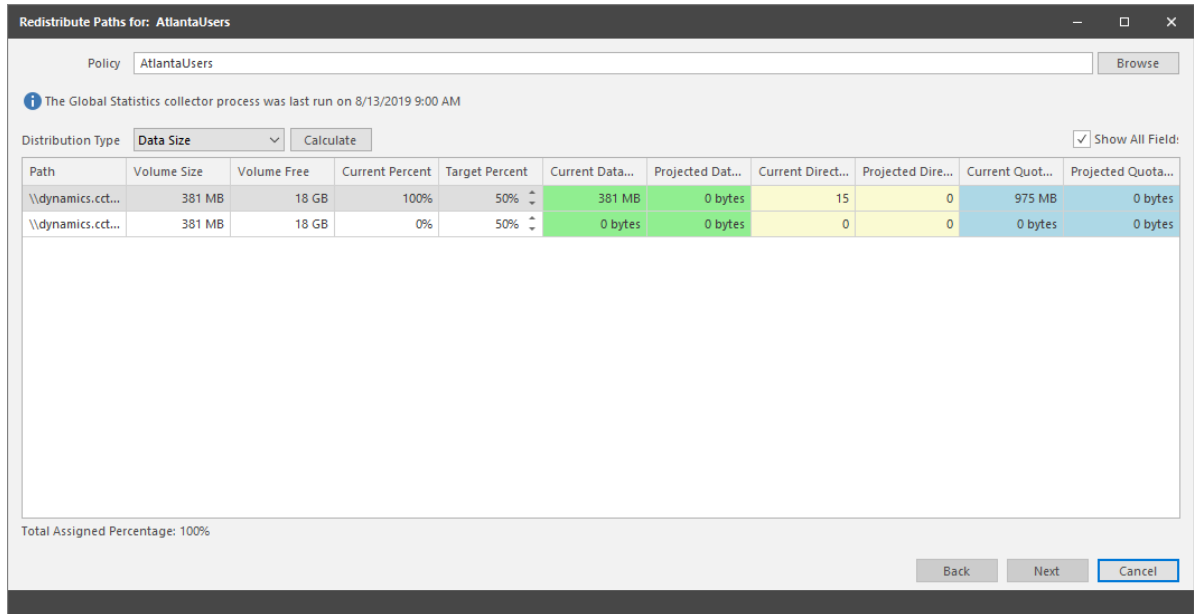 Redistribute Paths for: AtlantaUsers
Policy AtlantaUsers Browse
The Global Statistics collector process was last run on 8/13/2019 9:00 AM
Distribution Type Data Size Calculate Show All Fields
Path Volume Size Volume Free Current Percent Target Percent Current Data... Projected Dat... Current Direct... Projected Dire... Current Quot... Projected Quota...
\\dynamics.cct... 381 MB 18 GB 100% 50% 381 MB 0 bytes 15 0 975 MB 0 bytes
\\dynamics.cct... 381 MB 18 GB 0% 50% 0 bytes 0 bytes 0 0 0 bytes 0 bytes
Total Assigned Percentage: 100%
Back Next Cancel